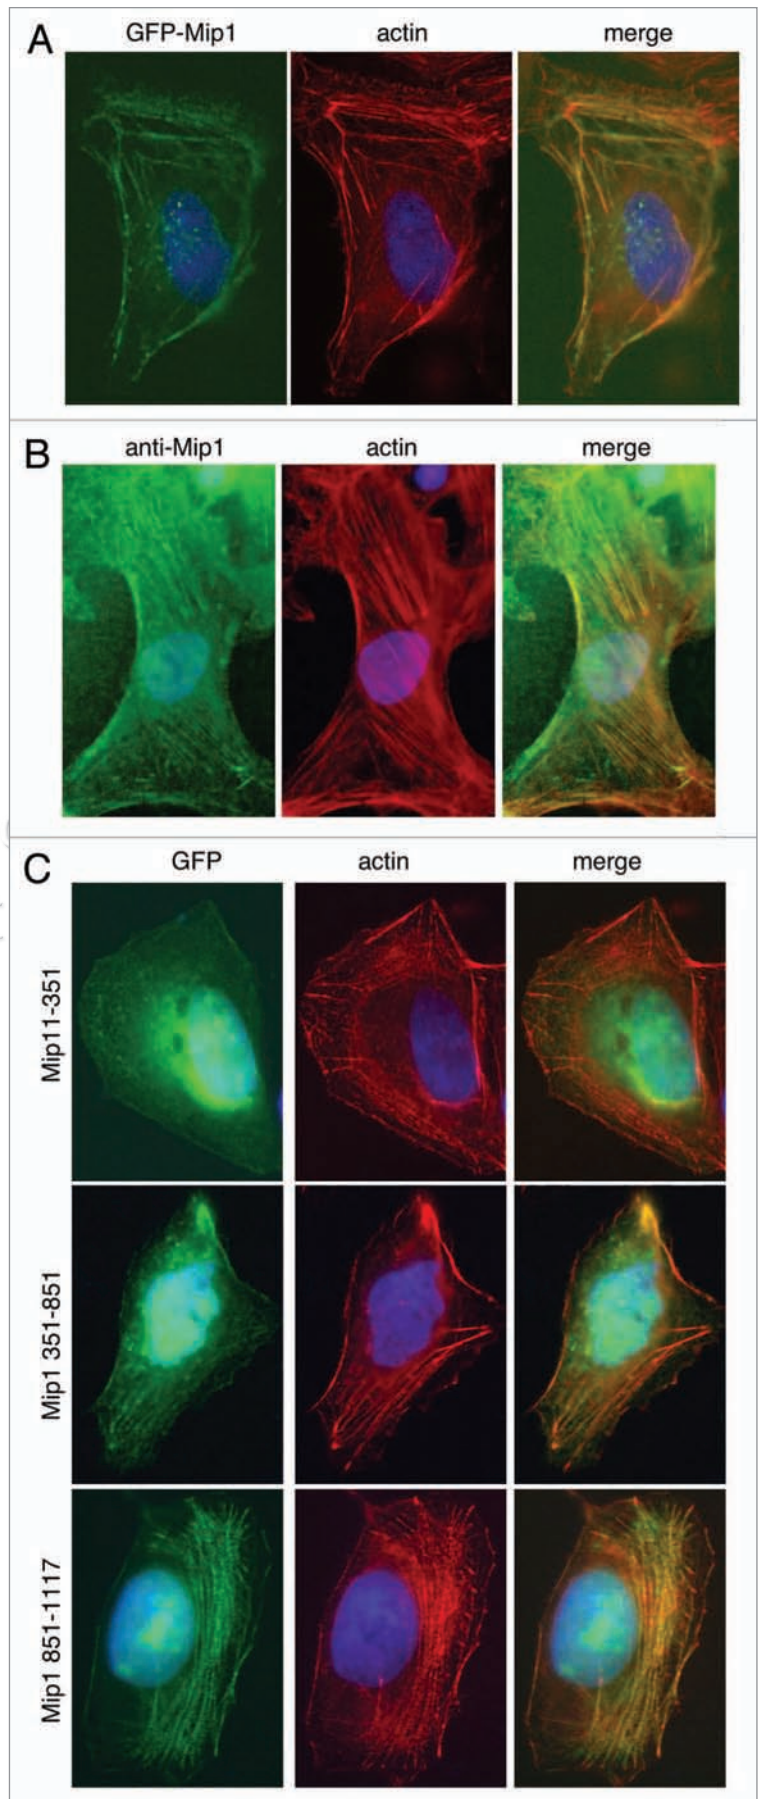 A
GFP-Mip1 actin merge
B
anti-Mip1 actin merge
C
GFP actin merge
Mip11-351
Mip1 351-851
Mip1 851-1117